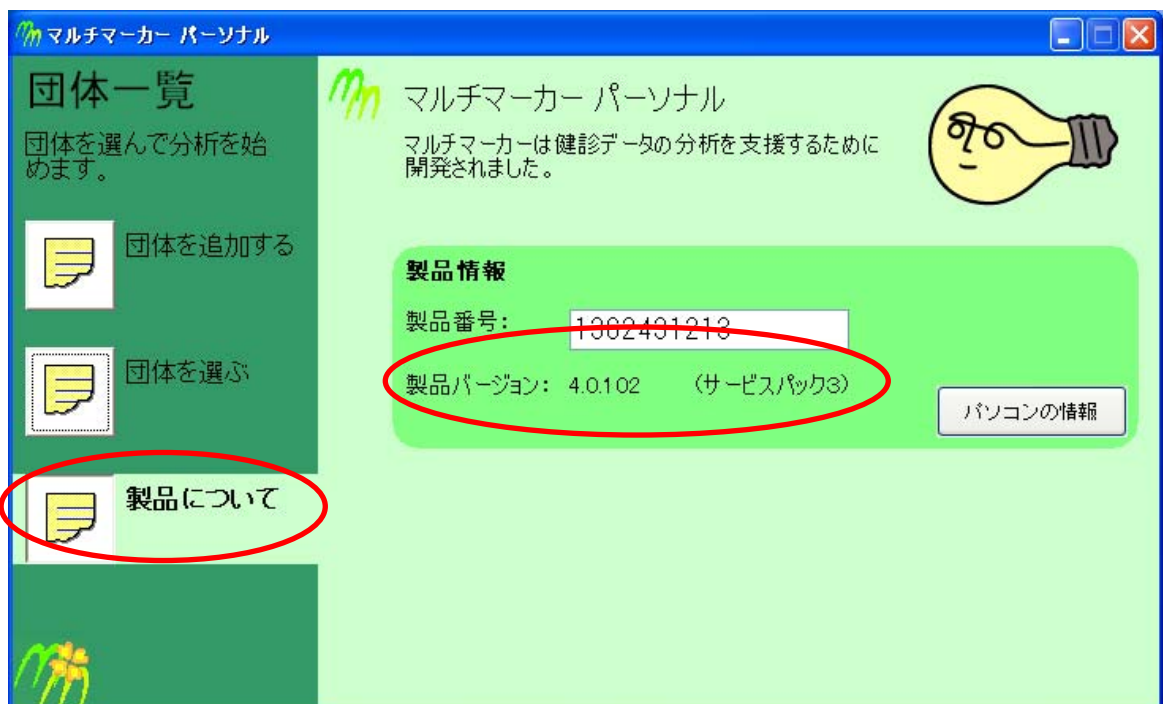 マルチマーカー パーソナル
団体一覧
団体を選んで分析を始
めます。
団体を追加する
団体を選ぶ
製品について
マルチマーカー パーソナル
マルチマーカーは健診データの分析を支援するために
開発されました。
製品情報
製品番号：
製品バージョン： 4.0.102 （サービスパック3）
パソコンの情報